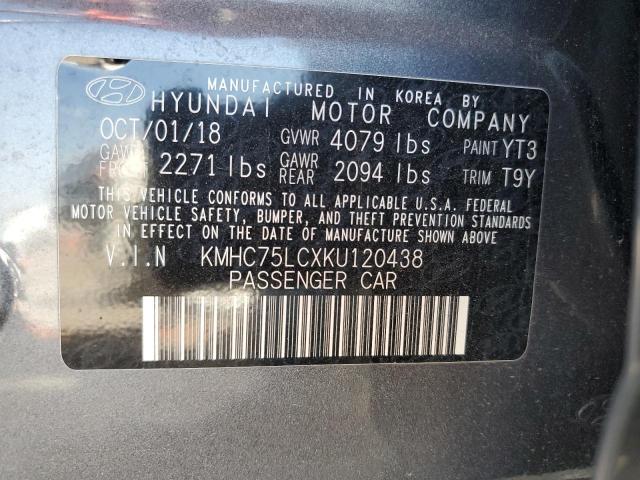 MANUFACTURED IN KOREA BY
HYUNDAI MOTOR COMPANY
OCT/01/18 GVWR 4079 lbs PAINT YT3
GAWR FRONT 2271 lbs GAWR REAR 2094 lbs TRIM T9Y
THIS VEHICLE CONFORMS TO ALL APPLICABLE U.S.A. FEDERAL
MOTOR VEHICLE SAFETY, BUMPER, AND THEFT PREVENTION STANDARDS
IN EFFECT ON THE DATE OF MANUFACTURE SHOWN ABOVE
V.I.N KMHC75LCXKU120438
PASSENGER CAR